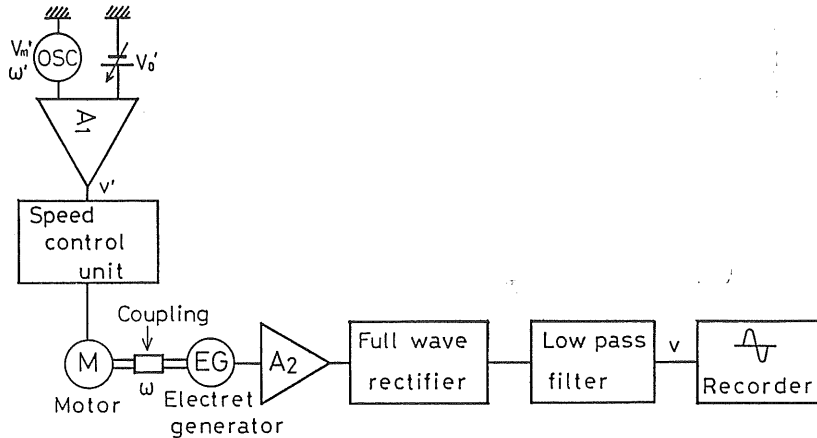 Vm'
ω'
OSC
Vo'
A1
v'
Speed
control
unit
Coupling
M
ω
EG
A2
Full wave
rectifier
Low pass
filter
v
Recorder
Motor
Electret
generator